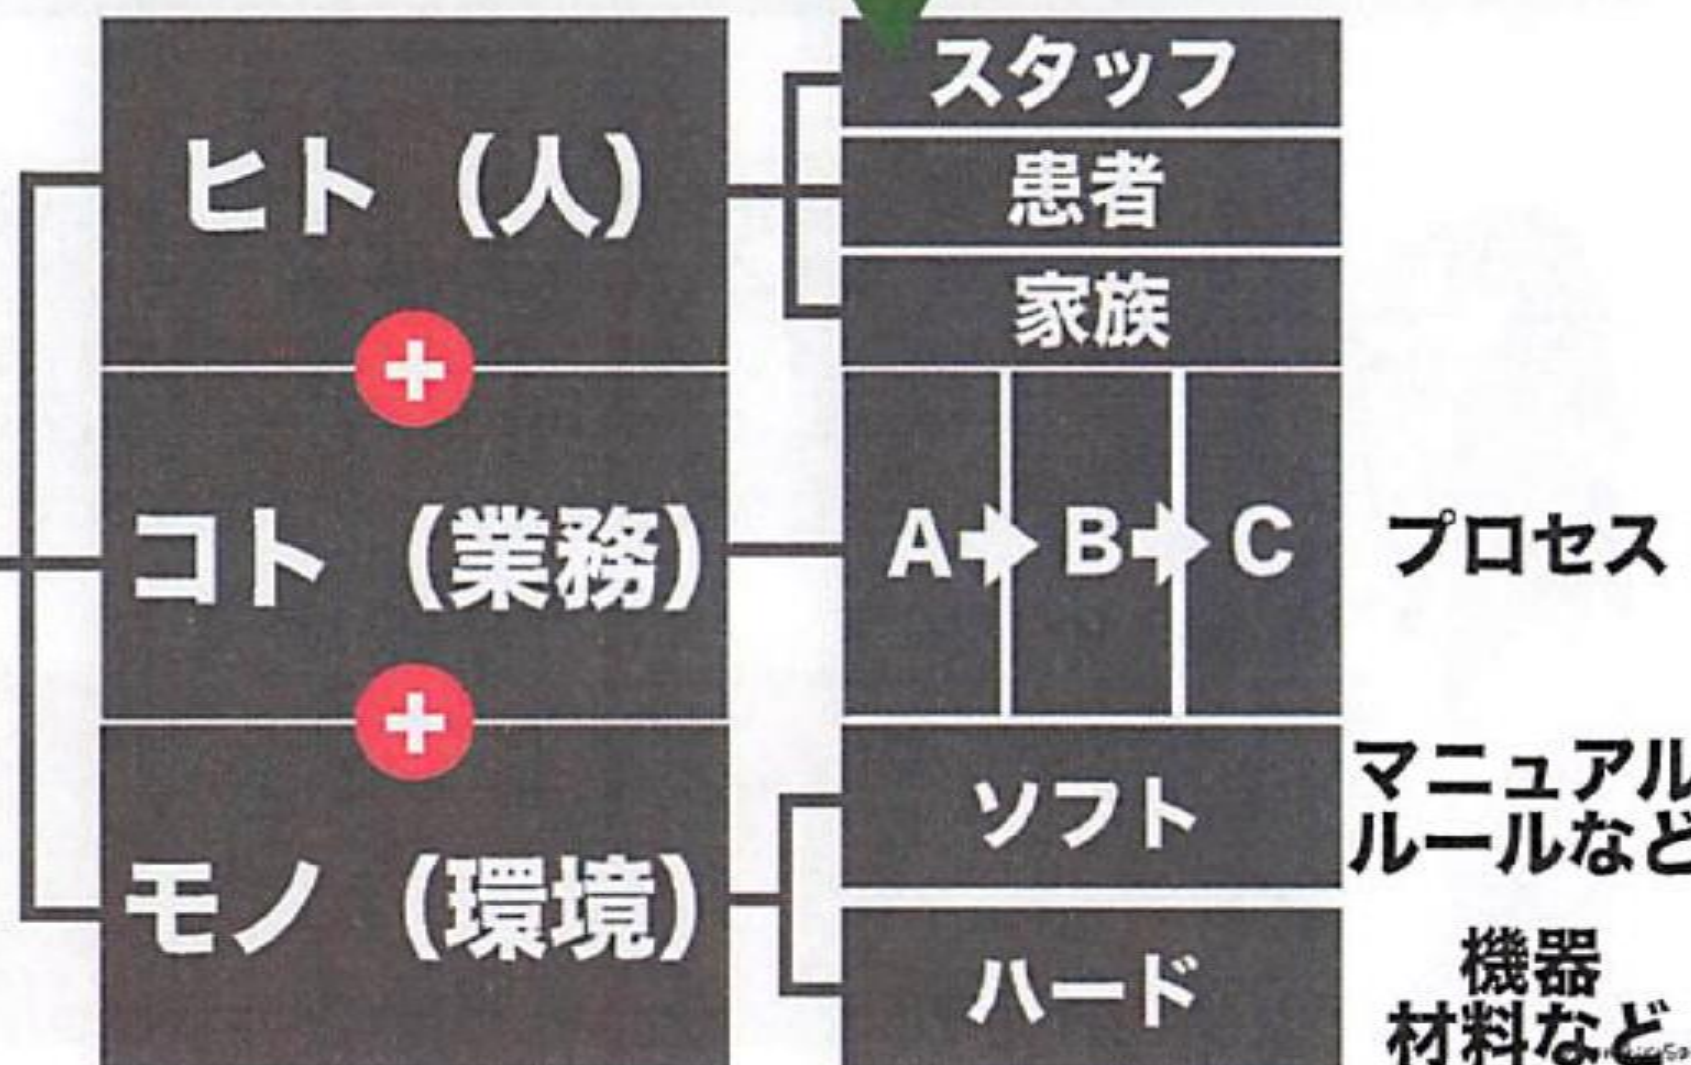 ヒト（人）
スタッフ
患者
家族
+
コト（業務）
A➡B➡C
プロセス
+
モノ（環境）
ソフト
マニュアル
ルールなど
ハード
機器
材料など